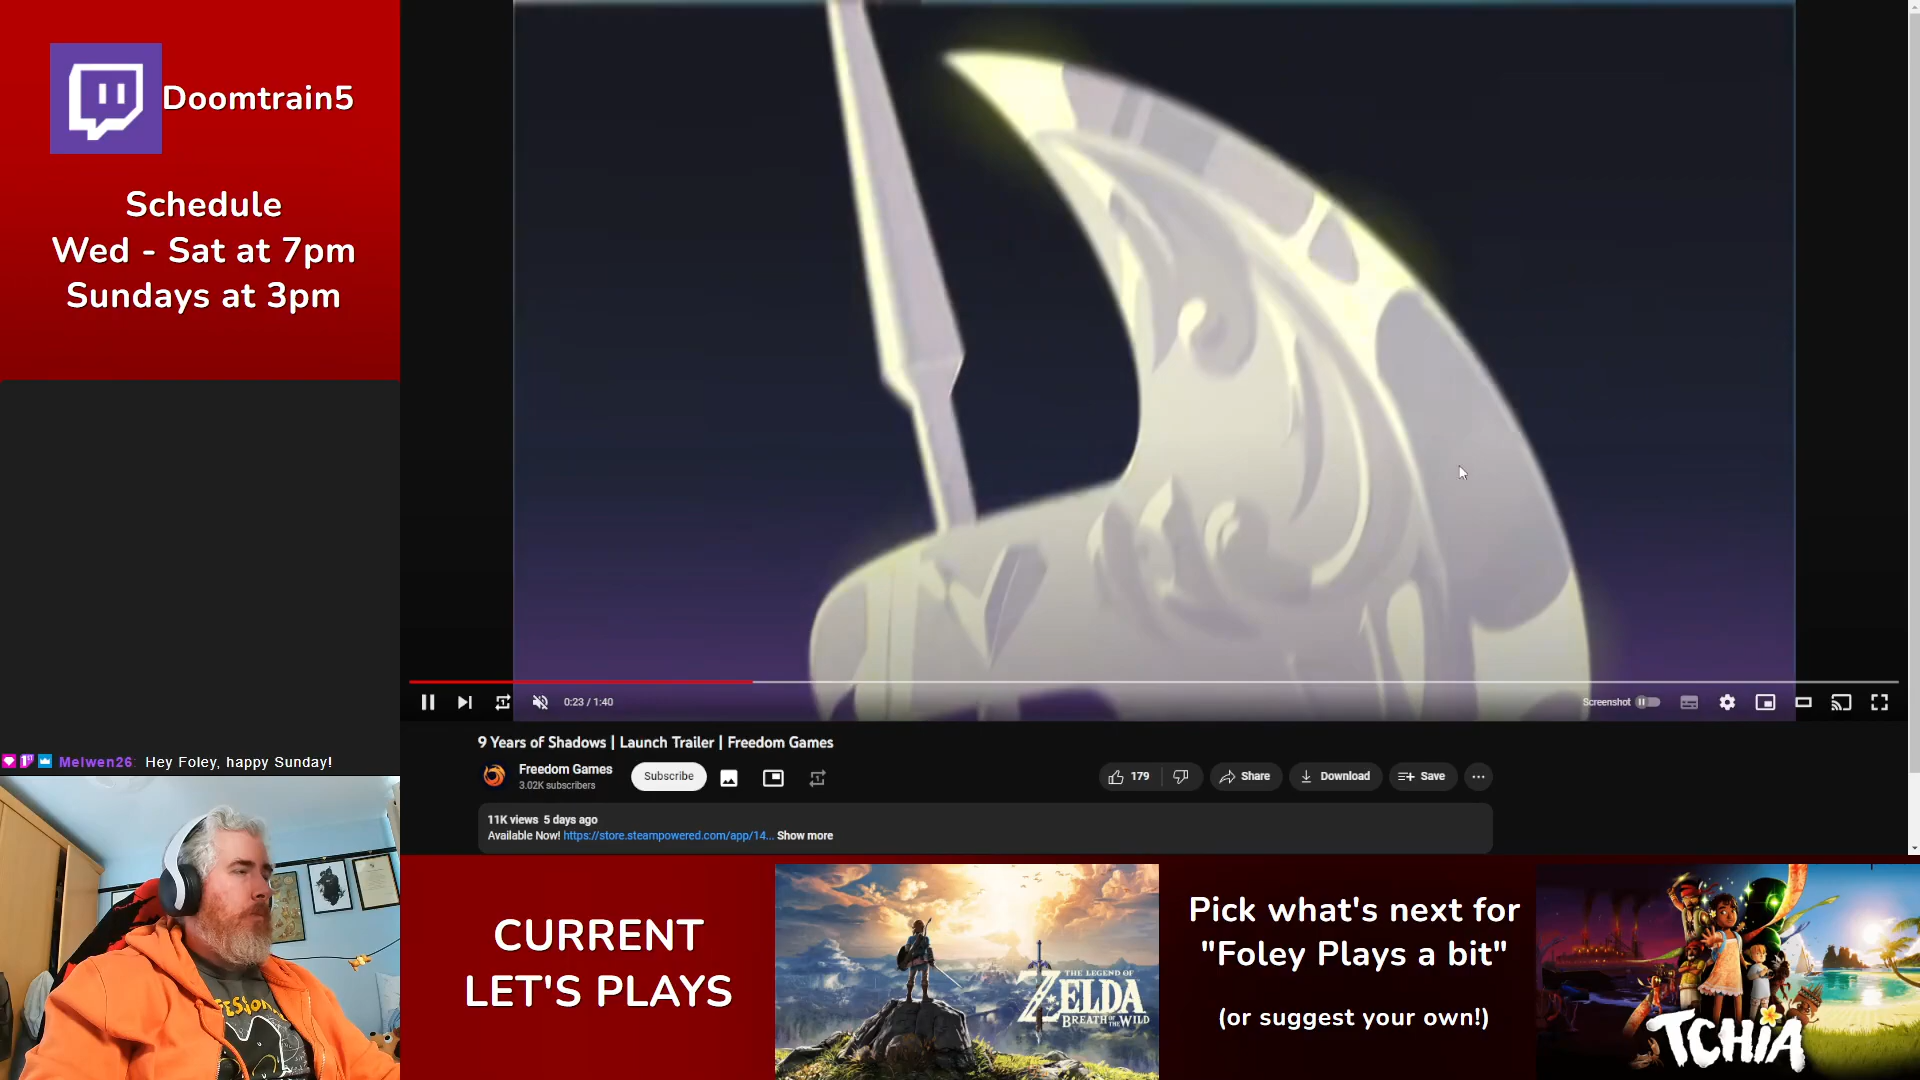 Doomtrain5
Schedule
Wed - Sat at 7pm
Sundays at 3pm
Melwen26: Hey Foley, happy Sunday!
0:23 / 1:40
Screenshot
9 Years of Shadows | Launch Trailer | Freedom Games
Freedom Games
3.02K subscribers
Subscribe
179
Share
Download
Save
11K views 5 days ago
Available Now! https://store.steampowered.com/app/14... Show more
CURRENT
LET'S PLAYS
THE LEGEND OF
ZELDA
BREATH OF THE WILD
Pick what's next for
"Foley Plays a bit"
(or suggest your own!)
TCHIA